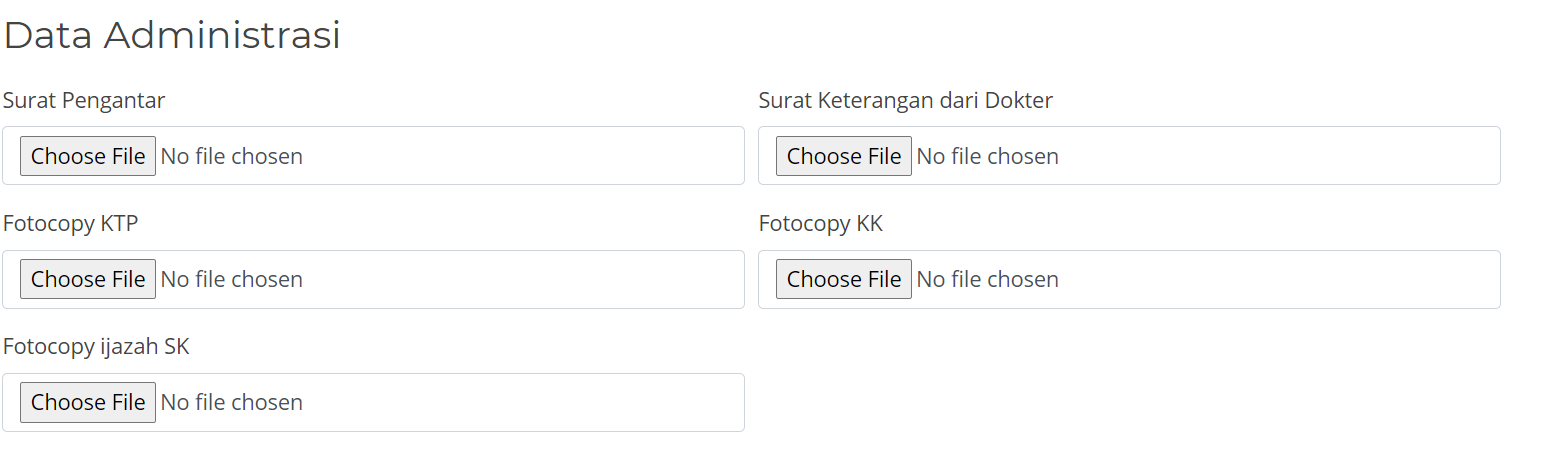 Data Administrasi
Surat Pengantar
Surat Keterangan dari Dokter
Choose File No file chosen
Choose File No file chosen
Fotocopy KTP
Fotocopy KK
Choose File No file chosen
Choose File No file chosen
Fotocopy ijazah SK
Choose File No file chosen